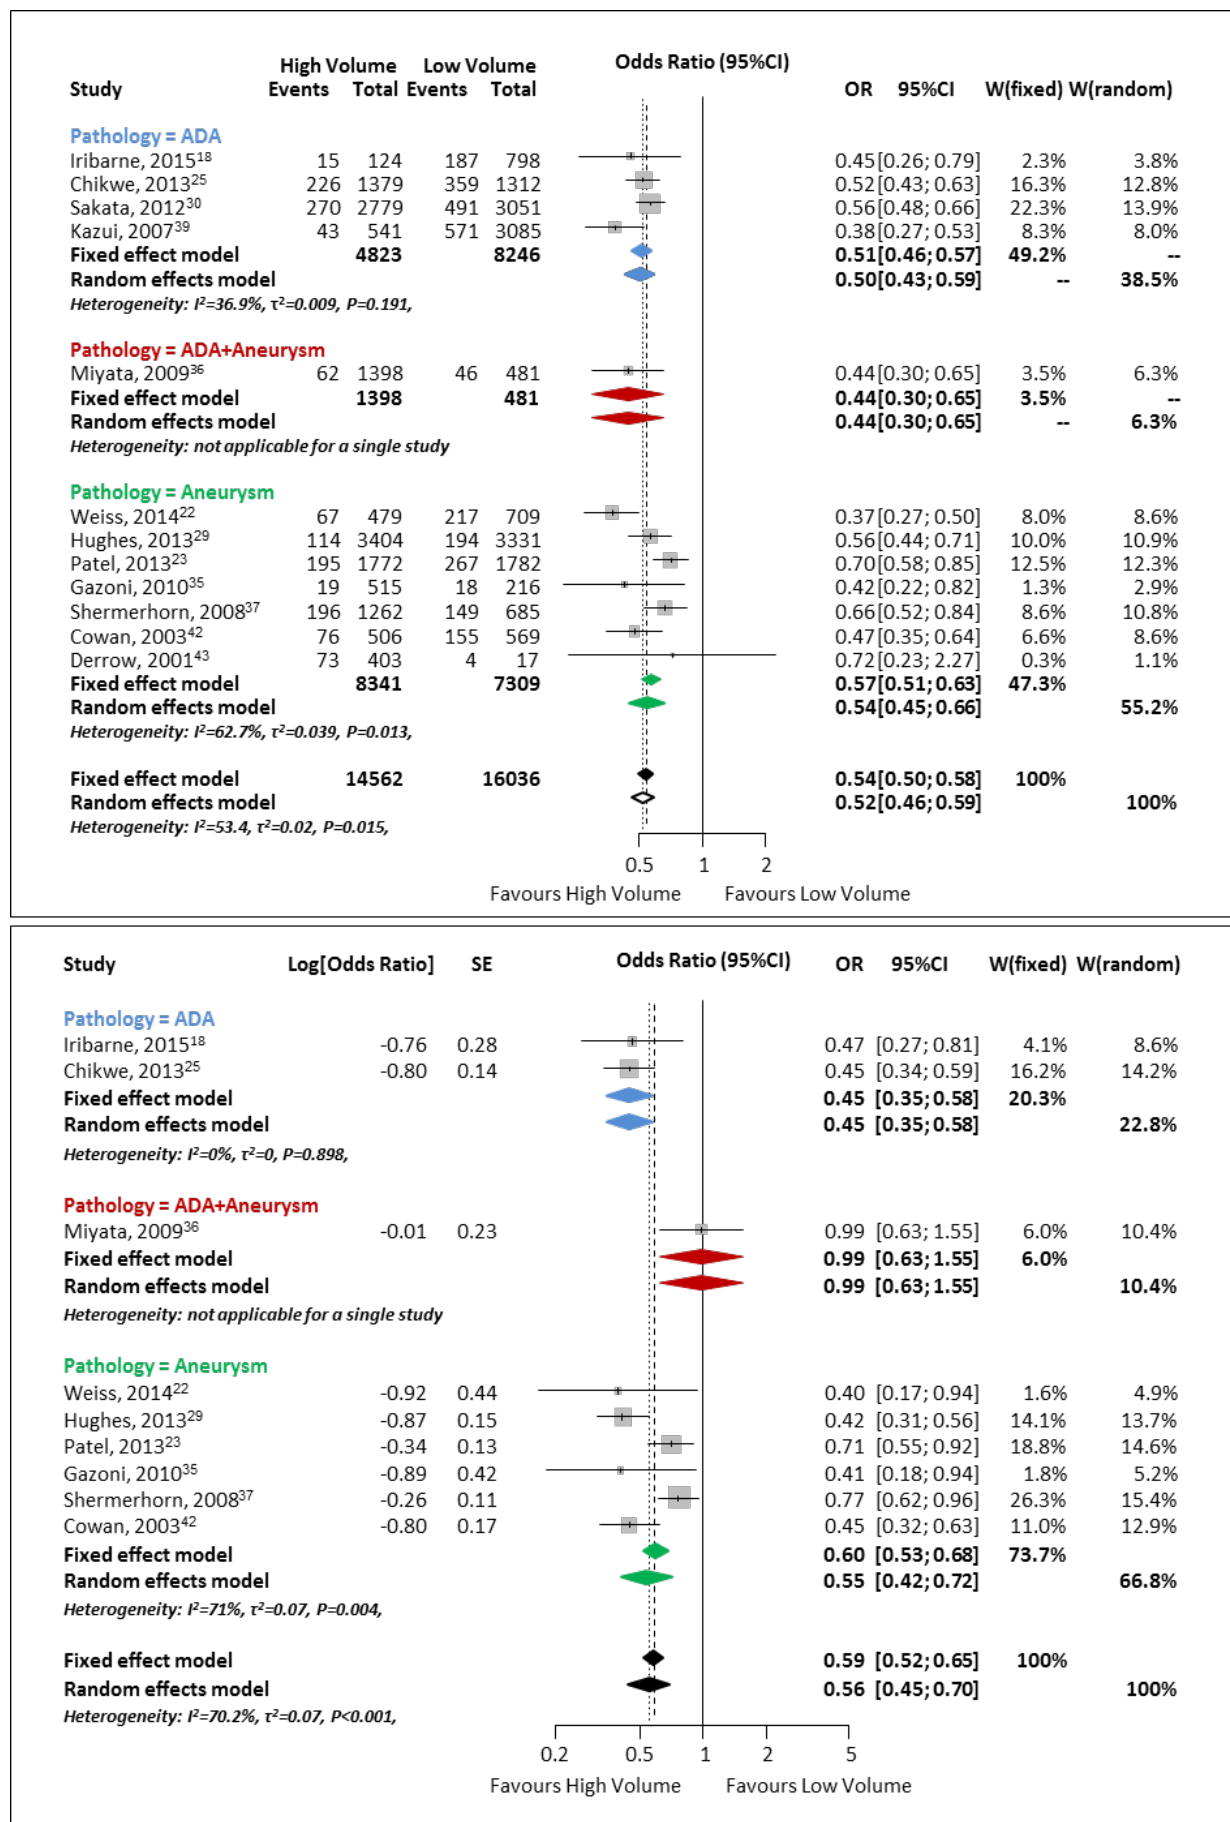 High Volume Low Volume Odds Ratio (95%CI)
Study Events Total Events Total OR 95%CI W(fixed) W(random)
Pathology = ADA
Iribarne, 2015¹⁸ 15 124 187 798 0.45 [0.26; 0.79] 2.3% 3.8%
Chikwe, 2013²⁵ 226 1379 359 1312 0.52 [0.43; 0.63] 16.3% 12.8%
Sakata, 2012³⁰ 270 2779 491 3051 0.56 [0.48; 0.66] 22.3% 13.9%
Kazui, 2007³⁹ 43 541 571 3085 0.38 [0.27; 0.53] 8.3% 8.0%
Fixed effect model 4823 8246 0.51 [0.46; 0.57] 49.2% --
Random effects model 0.50 [0.43; 0.59] -- 38.5%
Heterogeneity: I²=36.9%, τ²=0.009, P=0.191,
Pathology = ADA+Aneurysm
Miyata, 2009³⁶ 62 1398 46 481 0.44 [0.30; 0.65] 3.5% 6.3%
Fixed effect model 1398 481 0.44 [0.30; 0.65] 3.5% --
Random effects model 0.44 [0.30; 0.65] -- 6.3%
Heterogeneity: not applicable for a single study
Pathology = Aneurysm
Weiss, 2014²² 67 479 217 709 0.37 [0.27; 0.50] 8.0% 8.6%
Hughes, 2013²⁹ 114 3404 194 3331 0.56 [0.44; 0.71] 10.0% 10.9%
Patel, 2013²³ 195 1772 267 1782 0.70 [0.58; 0.85] 12.5% 12.3%
Gazoni, 2010³⁵ 19 515 18 216 0.42 [0.22; 0.82] 1.3% 2.9%
Shermerhorn, 2008³⁷ 196 1262 149 685 0.66 [0.52; 0.84] 8.6% 10.8%
Cowan, 2003⁴² 76 506 155 569 0.47 [0.35; 0.64] 6.6% 8.6%
Derrow, 2001⁴³ 73 403 4 17 0.72 [0.23; 2.27] 0.3% 1.1%
Fixed effect model 8341 7309 0.57 [0.51; 0.63] 47.3%
Random effects model 0.54 [0.45; 0.66] 55.2%
Heterogeneity: I²=62.7%, τ²=0.039, P=0.013,
Fixed effect model 14562 16036 0.54 [0.50; 0.58] 100%
Random effects model 0.52 [0.46; 0.59] 100%
Heterogeneity: I²=53.4, τ²=0.02, P=0.015,
0.5 1 2
Favours High Volume Favours Low Volume
Study Log[Odds Ratio] SE Odds Ratio (95%CI) OR 95%CI W(fixed) W(random)
Pathology = ADA
Iribarne, 2015¹⁸ -0.76 0.28 0.47 [0.27; 0.81] 4.1% 8.6%
Chikwe, 2013²⁵ -0.80 0.14 0.45 [0.34; 0.59] 16.2% 14.2%
Fixed effect model 0.45 [0.35; 0.58] 20.3%
Random effects model 0.45 [0.35; 0.58] 22.8%
Heterogeneity: I²=0%, τ²=0, P=0.898,
Pathology = ADA+Aneurysm
Miyata, 2009³⁶ -0.01 0.23 0.99 [0.63; 1.55] 6.0% 10.4%
Fixed effect model 0.99 [0.63; 1.55] 6.0%
Random effects model 0.99 [0.63; 1.55] 10.4%
Heterogeneity: not applicable for a single study
Pathology = Aneurysm
Weiss, 2014²² -0.92 0.44 0.40 [0.17; 0.94] 1.6% 4.9%
Hughes, 2013²⁹ -0.87 0.15 0.42 [0.31; 0.56] 14.1% 13.7%
Patel, 2013²³ -0.34 0.13 0.71 [0.55; 0.92] 18.8% 14.6%
Gazoni, 2010³⁵ -0.89 0.42 0.41 [0.18; 0.94] 1.8% 5.2%
Shermerhorn, 2008³⁷ -0.26 0.11 0.77 [0.62; 0.96] 26.3% 15.4%
Cowan, 2003⁴² -0.80 0.17 0.45 [0.32; 0.63] 11.0% 12.9%
Fixed effect model 0.60 [0.53; 0.68] 73.7%
Random effects model 0.55 [0.42; 0.72] 66.8%
Heterogeneity: I²=71%, τ²=0.07, P=0.004,
Fixed effect model 0.59 [0.52; 0.65] 100%
Random effects model 0.56 [0.45; 0.70] 100%
Heterogeneity: I²=70.2%, τ²=0.07, P<0.001,
0.2 0.5 1 2 5
Favours High Volume Favours Low Volume